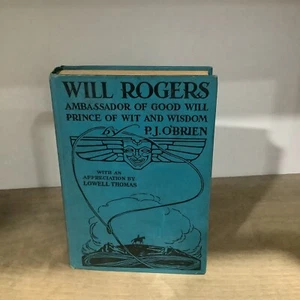 WILL ROGERS
AMBASSADOR OF GOOD WILL
PRINCE OF WIT AND WISDOM
BY P.J. O'BRIEN
WITH AN
APPRECIATION BY
LOWELL THOMAS